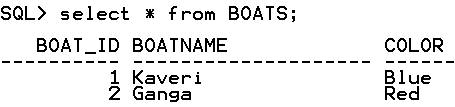 SQL> select * from BOATS;
BOAT_ID BOATNAME COLOR
---------- -------------------- ------
1 Kaveri Blue
2 Ganga Red